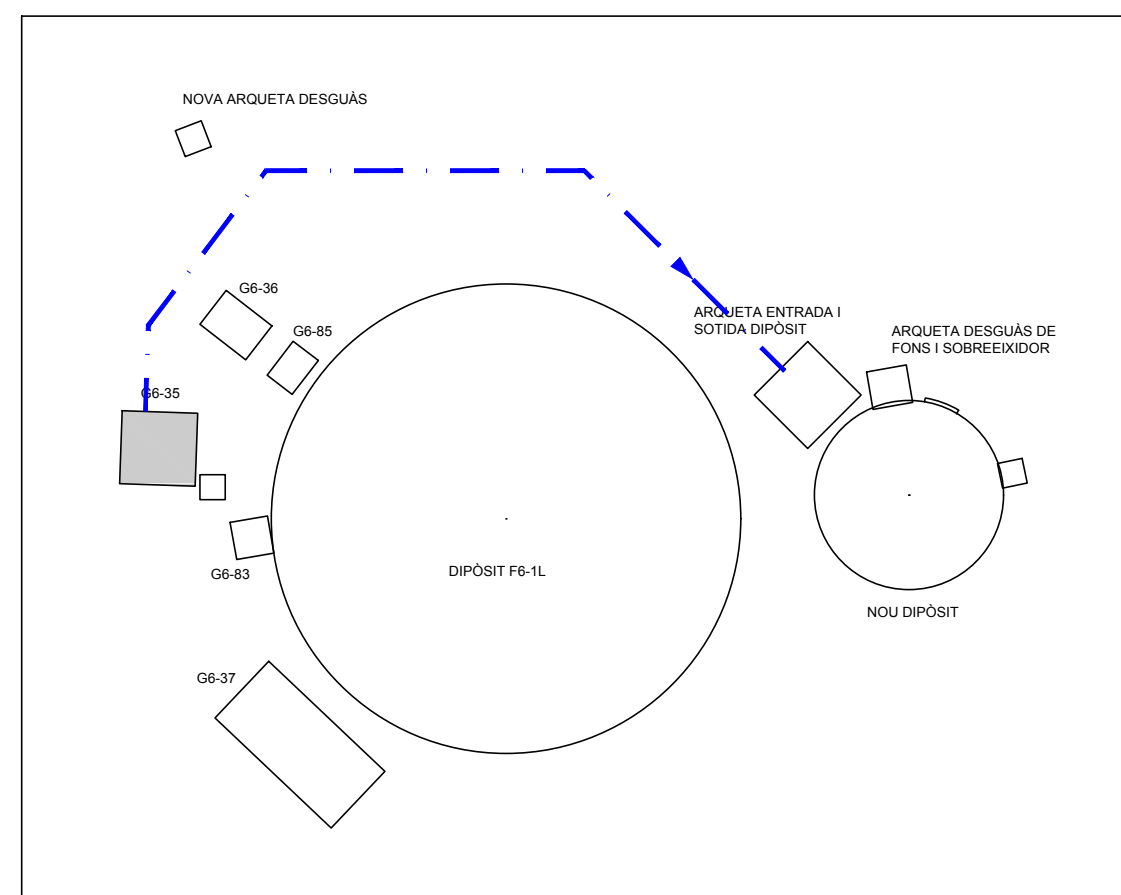 NOVA ARQUETA DESGUÀS
G6-36
G6-85
ARQUETA ENTRADA I
SOTIDA DIPÒSIT
ARQUETA DESGUÀS DE
FONS I SOBREEIXIDOR
G6-35
DIPÒSIT F6-1L
G6-83
NOU DIPÒSIT
G6-37